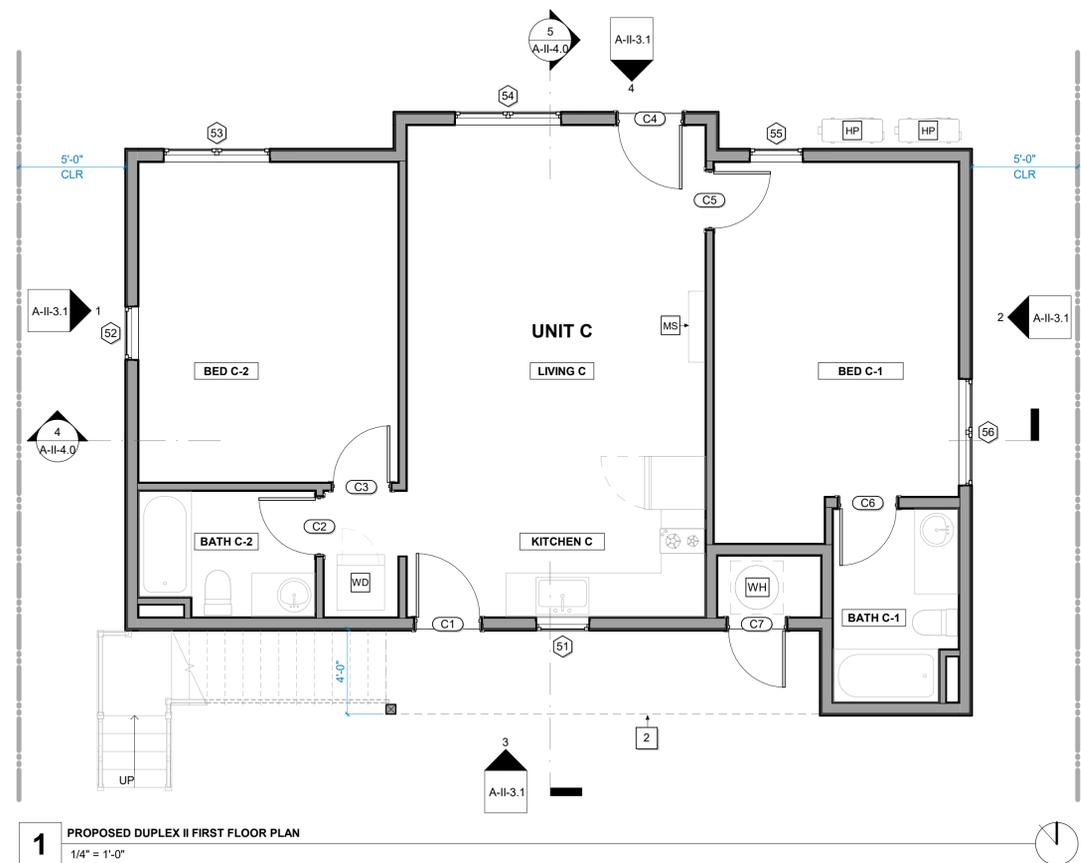 5
A-II-4.0
A-II-3.1
4
54
C4
53
55
HP
HP
5'-0"
CLR
5'-0"
CLR
C5
A-II-3.1
1
52
MS
UNIT C
2
A-II-3.1
BED C-2
LIVING C
BED C-1
4
A-II-4.0
56
C3
C6
C2
BATH C-2
KITCHEN C
WD
WH
C1
C7
BATH C-1
51
4'-0"
2
3
A-II-3.1
UP
1
PROPOSED DUPLEX II FIRST FLOOR PLAN
1/4" = 1'-0"